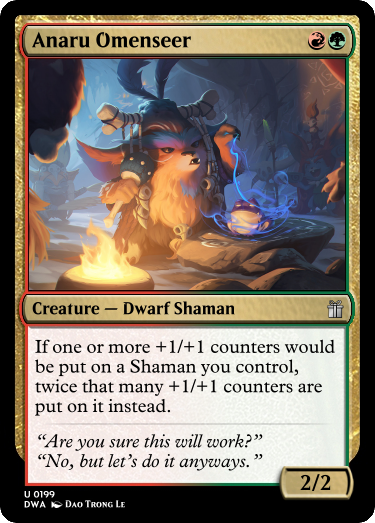 Anaru Omenseer
Creature — Dwarf Shaman
If one or more +1/+1 counters would
be put on a Shaman you control,
twice that many +1/+1 counters are
put on it instead.
“Are you sure this will work?”
“No, but let’s do it anyways.”
2/2
U 0199
DWA Dao Trong Le